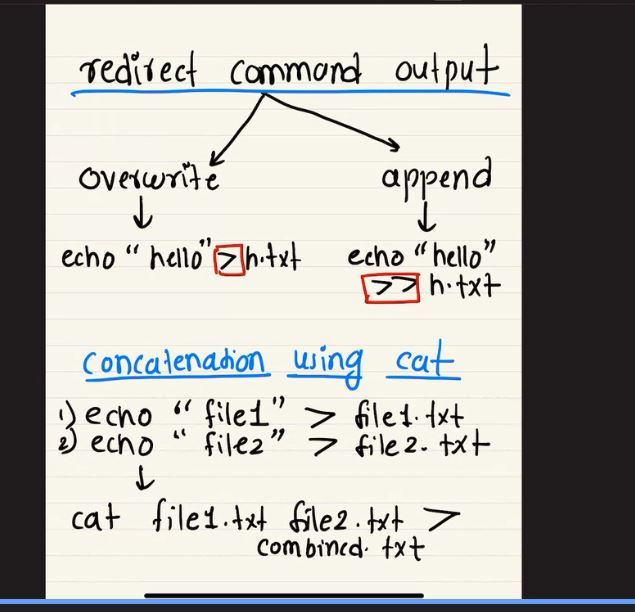 redirect command output
overwrite append
echo "hello" > h.txt echo "hello"
>> h.txt
Concatenation using cat
1) echo "file1" > file1.txt
2) echo "file2" > file2.txt
cat file1.txt file2.txt >
combined.txt